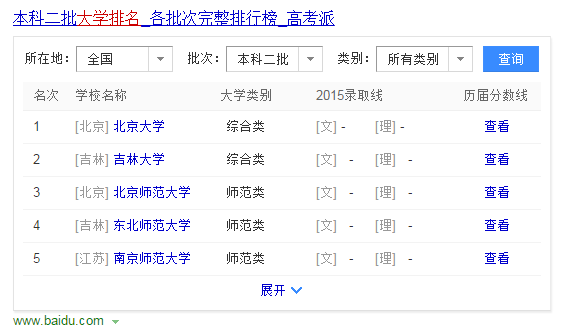 本科二批大学排名_各批次完整排行榜_高考派
所在地： 全国 批次： 本科二批 类别： 所有类别 查询
名次 学校名称 大学类别 2015录取线 历届分数线
1 [北京] 北京大学 综合类 [文] - [理] - 查看
2 [吉林] 吉林大学 综合类 [文] - [理] - 查看
3 [北京] 北京师范大学 师范类 [文] - [理] - 查看
4 [吉林] 东北师范大学 师范类 [文] - [理] - 查看
5 [江苏] 南京师范大学 师范类 [文] - [理] - 查看
展开
www.baidu.com